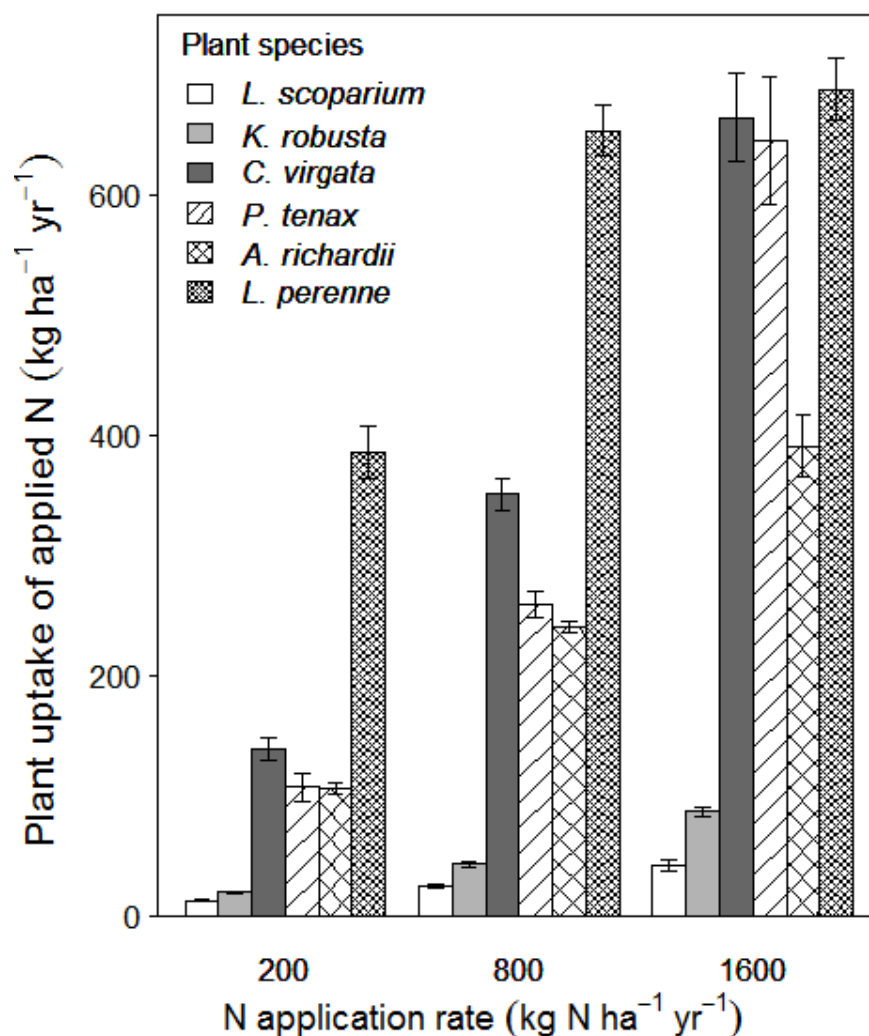 Plant species
L. scoparium
K. robusta
C. virgata
P. tenax
A. richardii
L. perenne
Plant uptake of applied N (kg ha⁻¹ yr⁻¹)
600
400
200
0
200 800 1600
N application rate (kg N ha⁻¹ yr⁻¹)